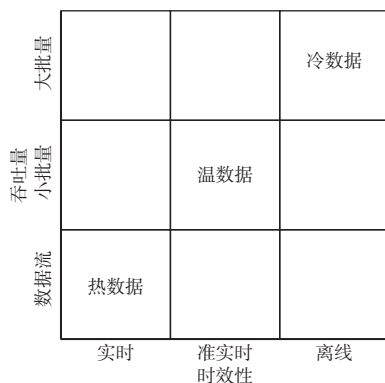 大批量
冷数据
吞吐量
小批量
温数据
数据流
热数据
实时
准实时
离线
时效性